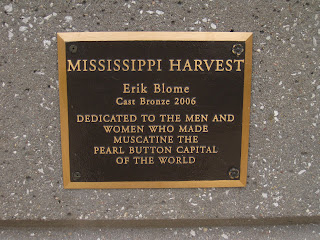 MISSISSIPPI HARVEST
Erik Blome
Cast Bronze 2006
DEDICATED TO THE MEN AND
WOMEN WHO MADE
MUSCATINE THE
PEARL BUTTON CAPITAL
OF THE WORLD